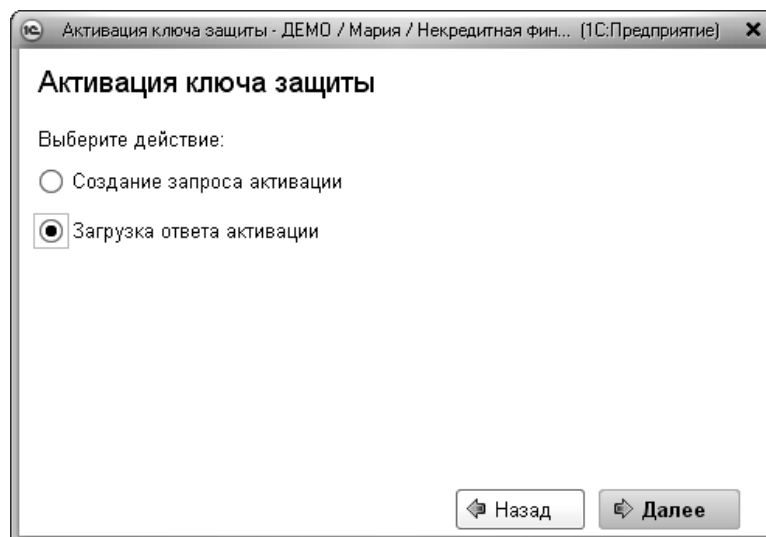 1С Активация ключа защиты - ДЕМО / Мария / Некредитная фин... (1С:Предприятие)
Активация ключа защиты
Выберите действие:
Создание запроса активации
Загрузка ответа активации
Назад Далее